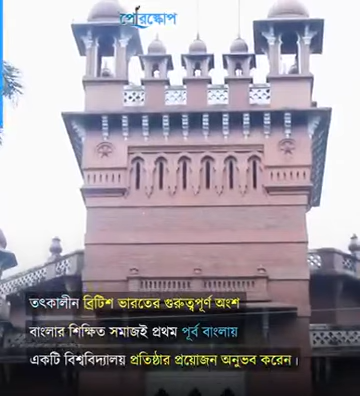 পেরিস্কোপ
তৎকালীন ব্রিটিশ ভারতের গুরুত্বপূর্ণ অংশ
বাংলার শিক্ষিত সমাজই প্রথম পূর্ব বাংলায়
একটি বিশ্ববিদ্যালয় প্রতিষ্ঠার প্রয়োজন অনুভব করেন।